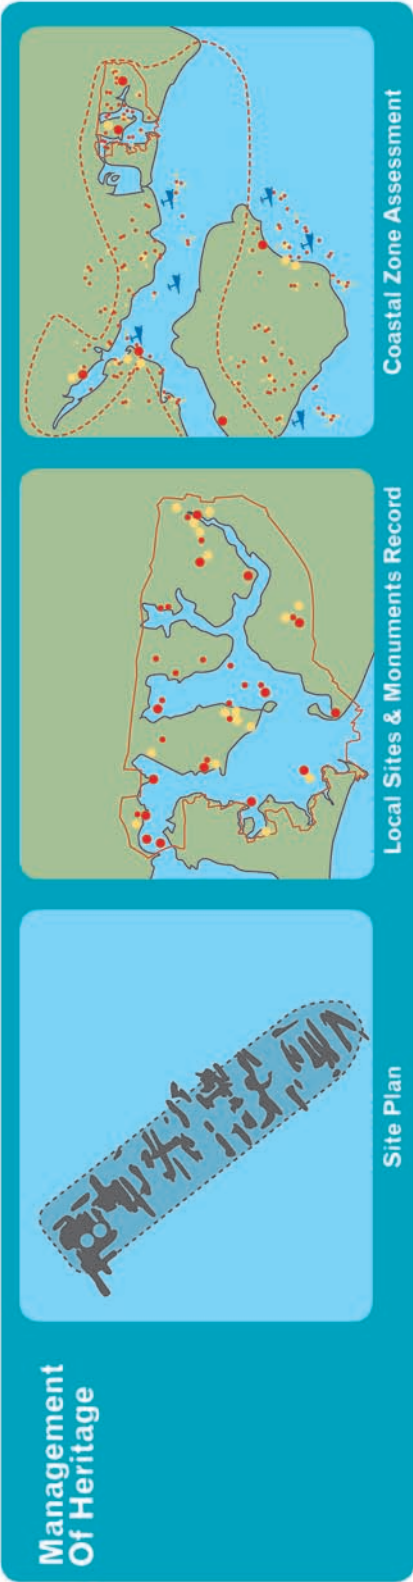 Management
Of Heritage
Site Plan
Local Sites & Monuments Record
Coastal Zone Assessment